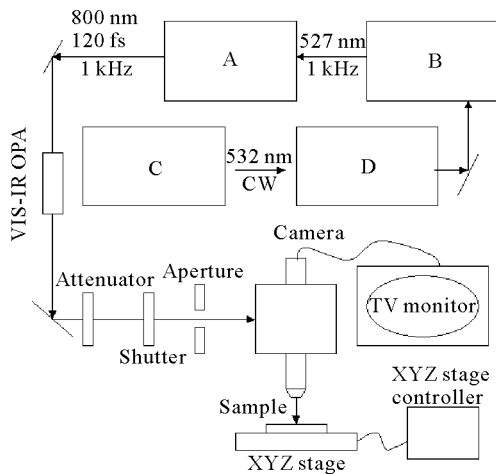 800 nm
120 fs
1 kHz
A
527 nm
1 kHz
B
C
532 nm
CW
D
VIS-IR OPA
Camera
Attenuator
Aperture
TV monitor
Shutter
Sample
XYZ stage
controller
XYZ stage